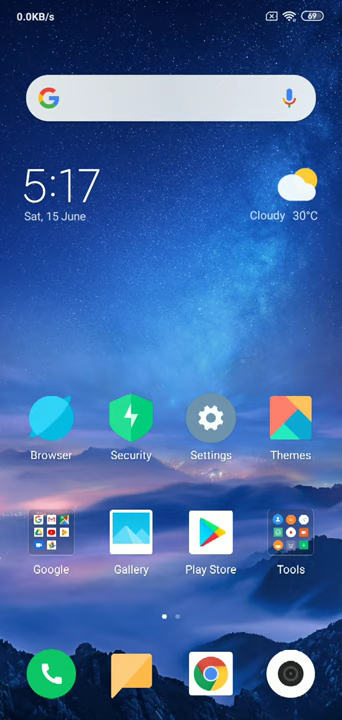 0.0KB/s 69
5:17
Sat, 15 June
Cloudy 30°C
Browser Security Settings Themes
Google Gallery Play Store Tools